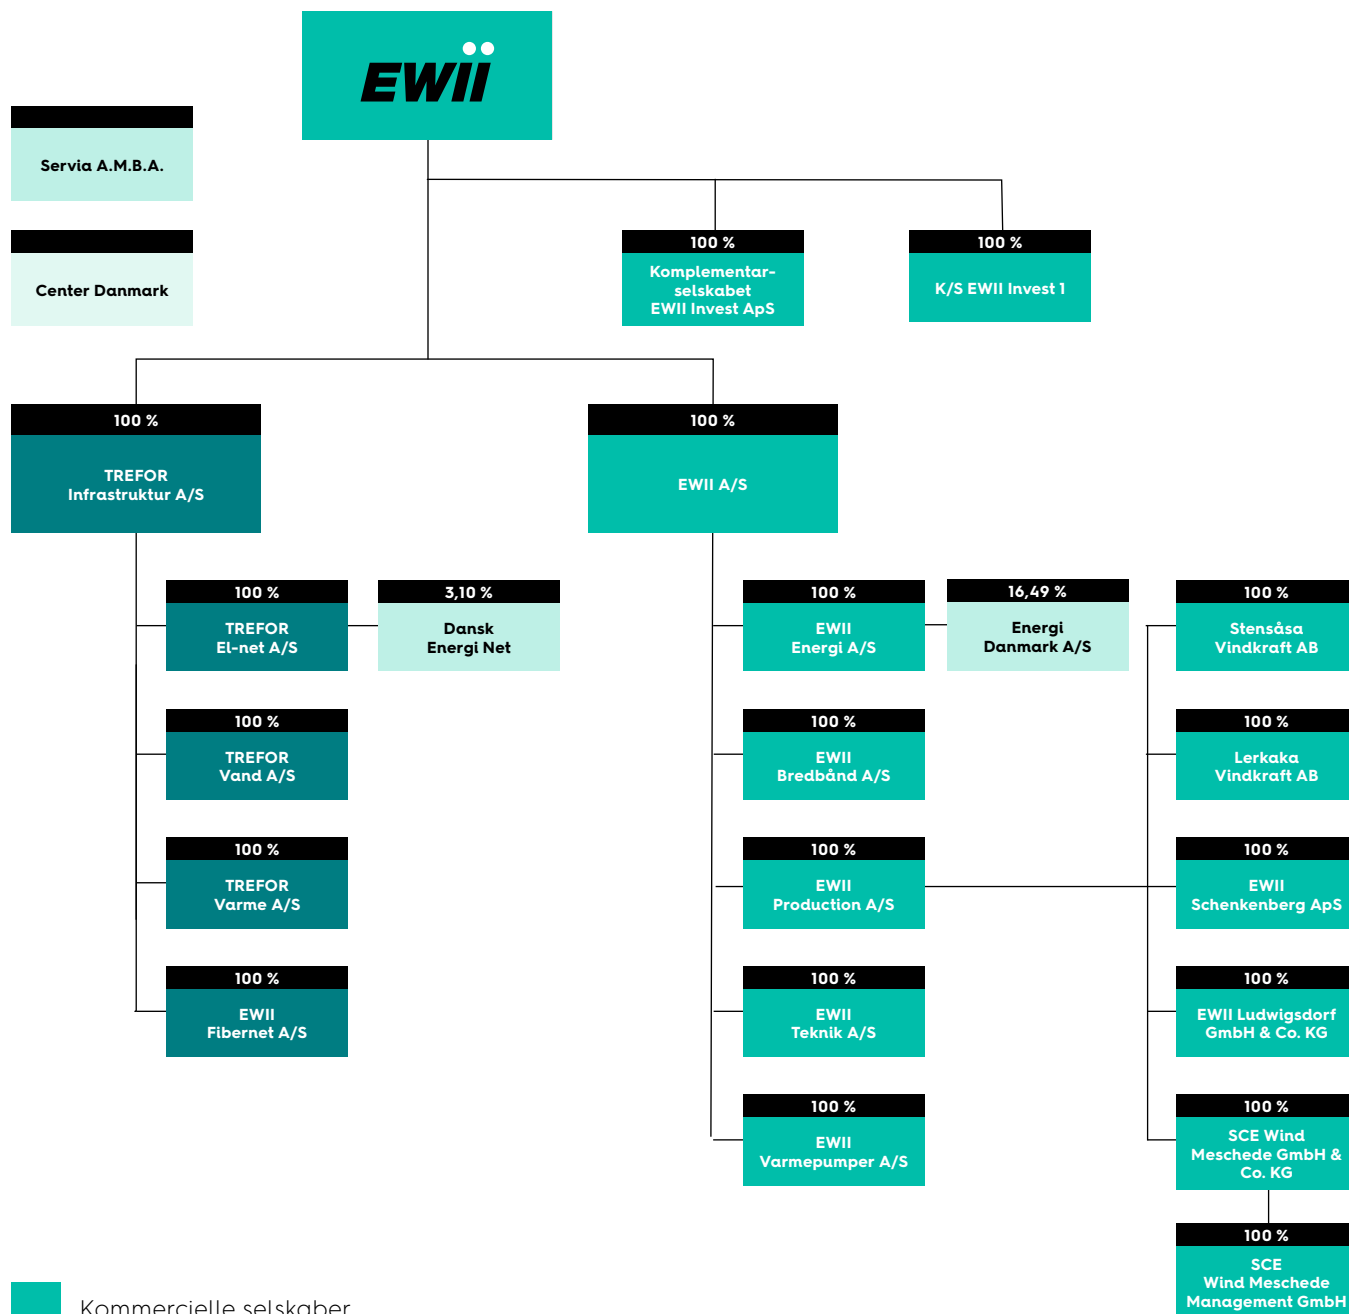 EWII
Servia A.M.B.A.
Center Danmark
100 %
Komplementar-
selskabet
EWII Invest ApS
100 %
K/S EWII Invest 1
100 %
TREFOR
Infrastruktur A/S
100 %
EWII A/S
100 %
TREFOR
El-net A/S
3,10 %
Dansk
Energi Net
100 %
TREFOR
Vand A/S
100 %
TREFOR
Varme A/S
100 %
EWII
Fibernet A/S
100 %
EWII
Energi A/S
16,49 %
Energi
Danmark A/S
100 %
EWII
Bredbånd A/S
100 %
EWII
Production A/S
100 %
EWII
Teknik A/S
100 %
EWII
Varmepumper A/S
100 %
Stensåsa
Vindkraft AB
100 %
Lerkaka
Vindkraft AB
100 %
EWII
Schenkenberg ApS
100 %
EWII Ludwigsdorf
GmbH & Co. KG
100 %
SCE Wind
Meschede GmbH &
Co. KG
100 %
SCE
Wind Meschede
Management GmbH
Kommercielle selskaber